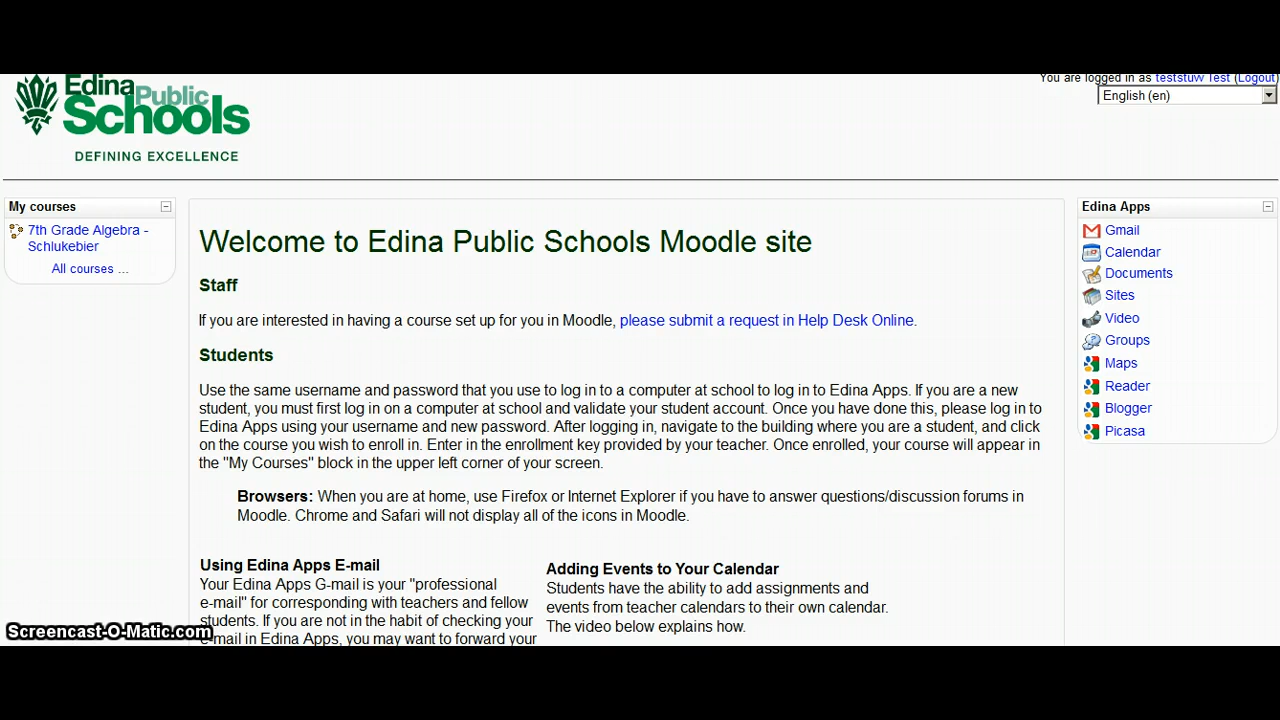 You are logged in as teststuw Test (Logout)
English (en)
Edina Public
Schools
DEFINING EXCELLENCE
My courses
7th Grade Algebra -
Schlukebier
All courses ...
Welcome to Edina Public Schools Moodle site
Staff
If you are interested in having a course set up for you in Moodle, please submit a request in Help Desk Online.
Students
Use the same username and password that you use to log in to a computer at school to log in to Edina Apps. If you are a new
student, you must first log in on a computer at school and validate your student account. Once you have done this, please log in to
Edina Apps using your username and new password. After logging in, navigate to the building where you are a student, and click
on the course you wish to enroll in. Enter in the enrollment key provided by your teacher. Once enrolled, your course will appear in
the "My Courses" block in the upper left corner of your screen.
Browsers: When you are at home, use Firefox or Internet Explorer if you have to answer questions/discussion forums in
Moodle. Chrome and Safari will not display all of the icons in Moodle.
Using Edina Apps E-mail
Your Edina Apps G-mail is your "professional
e-mail" for corresponding with teachers and fellow
students. If you are not in the habit of checking your
e-mail in Edina Apps, you may want to forward your
Adding Events to Your Calendar
Students have the ability to add assignments and
events from teacher calendars to their own calendar.
The video below explains how.
Edina Apps
Gmail
Calendar
Documents
Sites
Video
Groups
Maps
Reader
Blogger
Picasa
Screencast-O-Matic.com